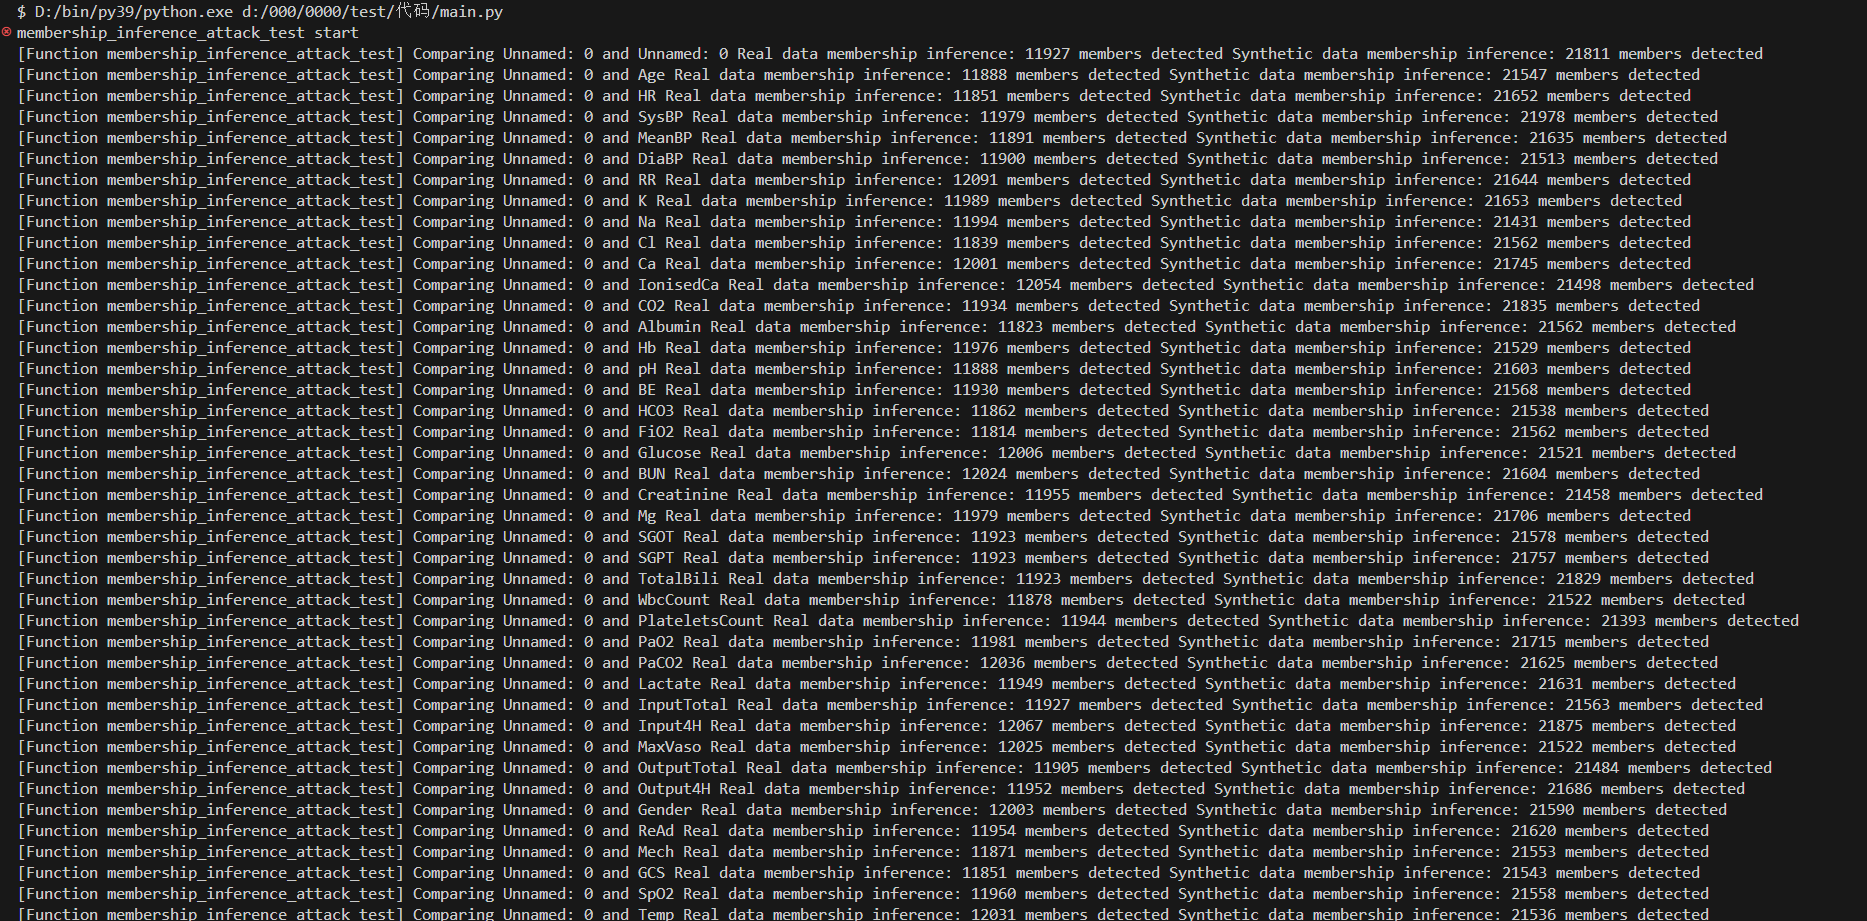 $ D:/bin/py39/python.exe d:/000/0000/test/代码/main.py
membership_inference_attack_test start
[Function membership_inference_attack_test] Comparing Unnamed: 0 and Unnamed: 0 Real data membership inference: 11927 members detected Synthetic data membership inference: 21811 members detected
[Function membership_inference_attack_test] Comparing Unnamed: 0 and Age Real data membership inference: 11888 members detected Synthetic data membership inference: 21547 members detected
[Function membership_inference_attack_test] Comparing Unnamed: 0 and HR Real data membership inference: 11851 members detected Synthetic data membership inference: 21652 members detected
[Function membership_inference_attack_test] Comparing Unnamed: 0 and SysBP Real data membership inference: 11979 members detected Synthetic data membership inference: 21978 members detected
[Function membership_inference_attack_test] Comparing Unnamed: 0 and MeanBP Real data membership inference: 11891 members detected Synthetic data membership inference: 21635 members detected
[Function membership_inference_attack_test] Comparing Unnamed: 0 and DiaBP Real data membership inference: 11900 members detected Synthetic data membership inference: 21513 members detected
[Function membership_inference_attack_test] Comparing Unnamed: 0 and RR Real data membership inference: 12091 members detected Synthetic data membership inference: 21644 members detected
[Function membership_inference_attack_test] Comparing Unnamed: 0 and K Real data membership inference: 11989 members detected Synthetic data membership inference: 21653 members detected
[Function membership_inference_attack_test] Comparing Unnamed: 0 and Na Real data membership inference: 11994 members detected Synthetic data membership inference: 21431 members detected
[Function membership_inference_attack_test] Comparing Unnamed: 0 and Cl Real data membership inference: 11839 members detected Synthetic data membership inference: 21562 members detected
[Function membership_inference_attack_test] Comparing Unnamed: 0 and Ca Real data membership inference: 12001 members detected Synthetic data membership inference: 21745 members detected
[Function membership_inference_attack_test] Comparing Unnamed: 0 and IonisedCa Real data membership inference: 12054 members detected Synthetic data membership inference: 21498 members detected
[Function membership_inference_attack_test] Comparing Unnamed: 0 and CO2 Real data membership inference: 11934 members detected Synthetic data membership inference: 21835 members detected
[Function membership_inference_attack_test] Comparing Unnamed: 0 and Albumin Real data membership inference: 11823 members detected Synthetic data membership inference: 21562 members detected
[Function membership_inference_attack_test] Comparing Unnamed: 0 and Hb Real data membership inference: 11976 members detected Synthetic data membership inference: 21529 members detected
[Function membership_inference_attack_test] Comparing Unnamed: 0 and pH Real data membership inference: 11888 members detected Synthetic data membership inference: 21603 members detected
[Function membership_inference_attack_test] Comparing Unnamed: 0 and BE Real data membership inference: 11930 members detected Synthetic data membership inference: 21568 members detected
[Function membership_inference_attack_test] Comparing Unnamed: 0 and HCO3 Real data membership inference: 11862 members detected Synthetic data membership inference: 21538 members detected
[Function membership_inference_attack_test] Comparing Unnamed: 0 and FiO2 Real data membership inference: 11814 members detected Synthetic data membership inference: 21562 members detected
[Function membership_inference_attack_test] Comparing Unnamed: 0 and Glucose Real data membership inference: 12006 members detected Synthetic data membership inference: 21521 members detected
[Function membership_inference_attack_test] Comparing Unnamed: 0 and BUN Real data membership inference: 12024 members detected Synthetic data membership inference: 21604 members detected
[Function membership_inference_attack_test] Comparing Unnamed: 0 and Creatinine Real data membership inference: 11955 members detected Synthetic data membership inference: 21458 members detected
[Function membership_inference_attack_test] Comparing Unnamed: 0 and Mg Real data membership inference: 11979 members detected Synthetic data membership inference: 21706 members detected
[Function membership_inference_attack_test] Comparing Unnamed: 0 and SGOT Real data membership inference: 11923 members detected Synthetic data membership inference: 21578 members detected
[Function membership_inference_attack_test] Comparing Unnamed: 0 and SGPT Real data membership inference: 11923 members detected Synthetic data membership inference: 21757 members detected
[Function membership_inference_attack_test] Comparing Unnamed: 0 and TotalBili Real data membership inference: 11923 members detected Synthetic data membership inference: 21829 members detected
[Function membership_inference_attack_test] Comparing Unnamed: 0 and WbcCount Real data membership inference: 11878 members detected Synthetic data membership inference: 21522 members detected
[Function membership_inference_attack_test] Comparing Unnamed: 0 and PlateletsCount Real data membership inference: 11944 members detected Synthetic data membership inference: 21393 members detected
[Function membership_inference_attack_test] Comparing Unnamed: 0 and PaO2 Real data membership inference: 11981 members detected Synthetic data membership inference: 21715 members detected
[Function membership_inference_attack_test] Comparing Unnamed: 0 and PaCO2 Real data membership inference: 12036 members detected Synthetic data membership inference: 21625 members detected
[Function membership_inference_attack_test] Comparing Unnamed: 0 and Lactate Real data membership inference: 11949 members detected Synthetic data membership inference: 21631 members detected
[Function membership_inference_attack_test] Comparing Unnamed: 0 and InputTotal Real data membership inference: 11927 members detected Synthetic data membership inference: 21563 members detected
[Function membership_inference_attack_test] Comparing Unnamed: 0 and Input4H Real data membership inference: 12067 members detected Synthetic data membership inference: 21875 members detected
[Function membership_inference_attack_test] Comparing Unnamed: 0 and MaxVaso Real data membership inference: 12025 members detected Synthetic data membership inference: 21522 members detected
[Function membership_inference_attack_test] Comparing Unnamed: 0 and OutputTotal Real data membership inference: 11905 members detected Synthetic data membership inference: 21484 members detected
[Function membership_inference_attack_test] Comparing Unnamed: 0 and Output4H Real data membership inference: 11952 members detected Synthetic data membership inference: 21686 members detected
[Function membership_inference_attack_test] Comparing Unnamed: 0 and Gender Real data membership inference: 12003 members detected Synthetic data membership inference: 21590 members detected
[Function membership_inference_attack_test] Comparing Unnamed: 0 and ReAd Real data membership inference: 11954 members detected Synthetic data membership inference: 21620 members detected
[Function membership_inference_attack_test] Comparing Unnamed: 0 and Mech Real data membership inference: 11871 members detected Synthetic data membership inference: 21553 members detected
[Function membership_inference_attack_test] Comparing Unnamed: 0 and GCS Real data membership inference: 11851 members detected Synthetic data membership inference: 21543 members detected
[Function membership_inference_attack_test] Comparing Unnamed: 0 and SpO2 Real data membership inference: 11960 members detected Synthetic data membership inference: 21558 members detected
[Function membership_inference_attack_test] Comparing Unnamed: 0 and Temp Real data membership inference: 12031 members detected Synthetic data membership inference: 21536 members detected